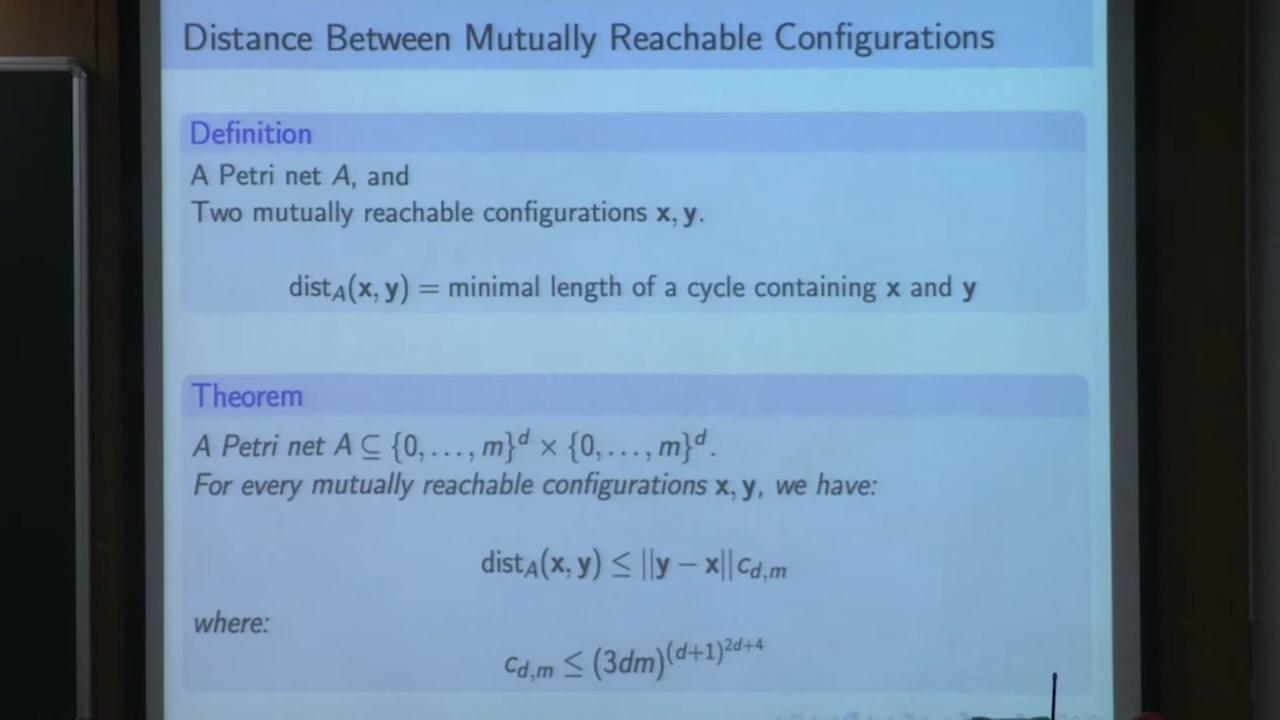 Distance Between Mutually Reachable Configurations
Definition
A Petri net A, and
Two mutually reachable configurations x, y.
dist_A(x, y) = minimal length of a cycle containing x and y
Theorem
A Petri net A ⊆ {0, . . . , m}^d × {0, . . . , m}^d.
For every mutually reachable configurations x, y, we have:
dist_A(x, y) ≤ ||y − x|| c_{d,m}
where:
c_{d,m} ≤ (3dm)^{(d+1)^{2d+4}}